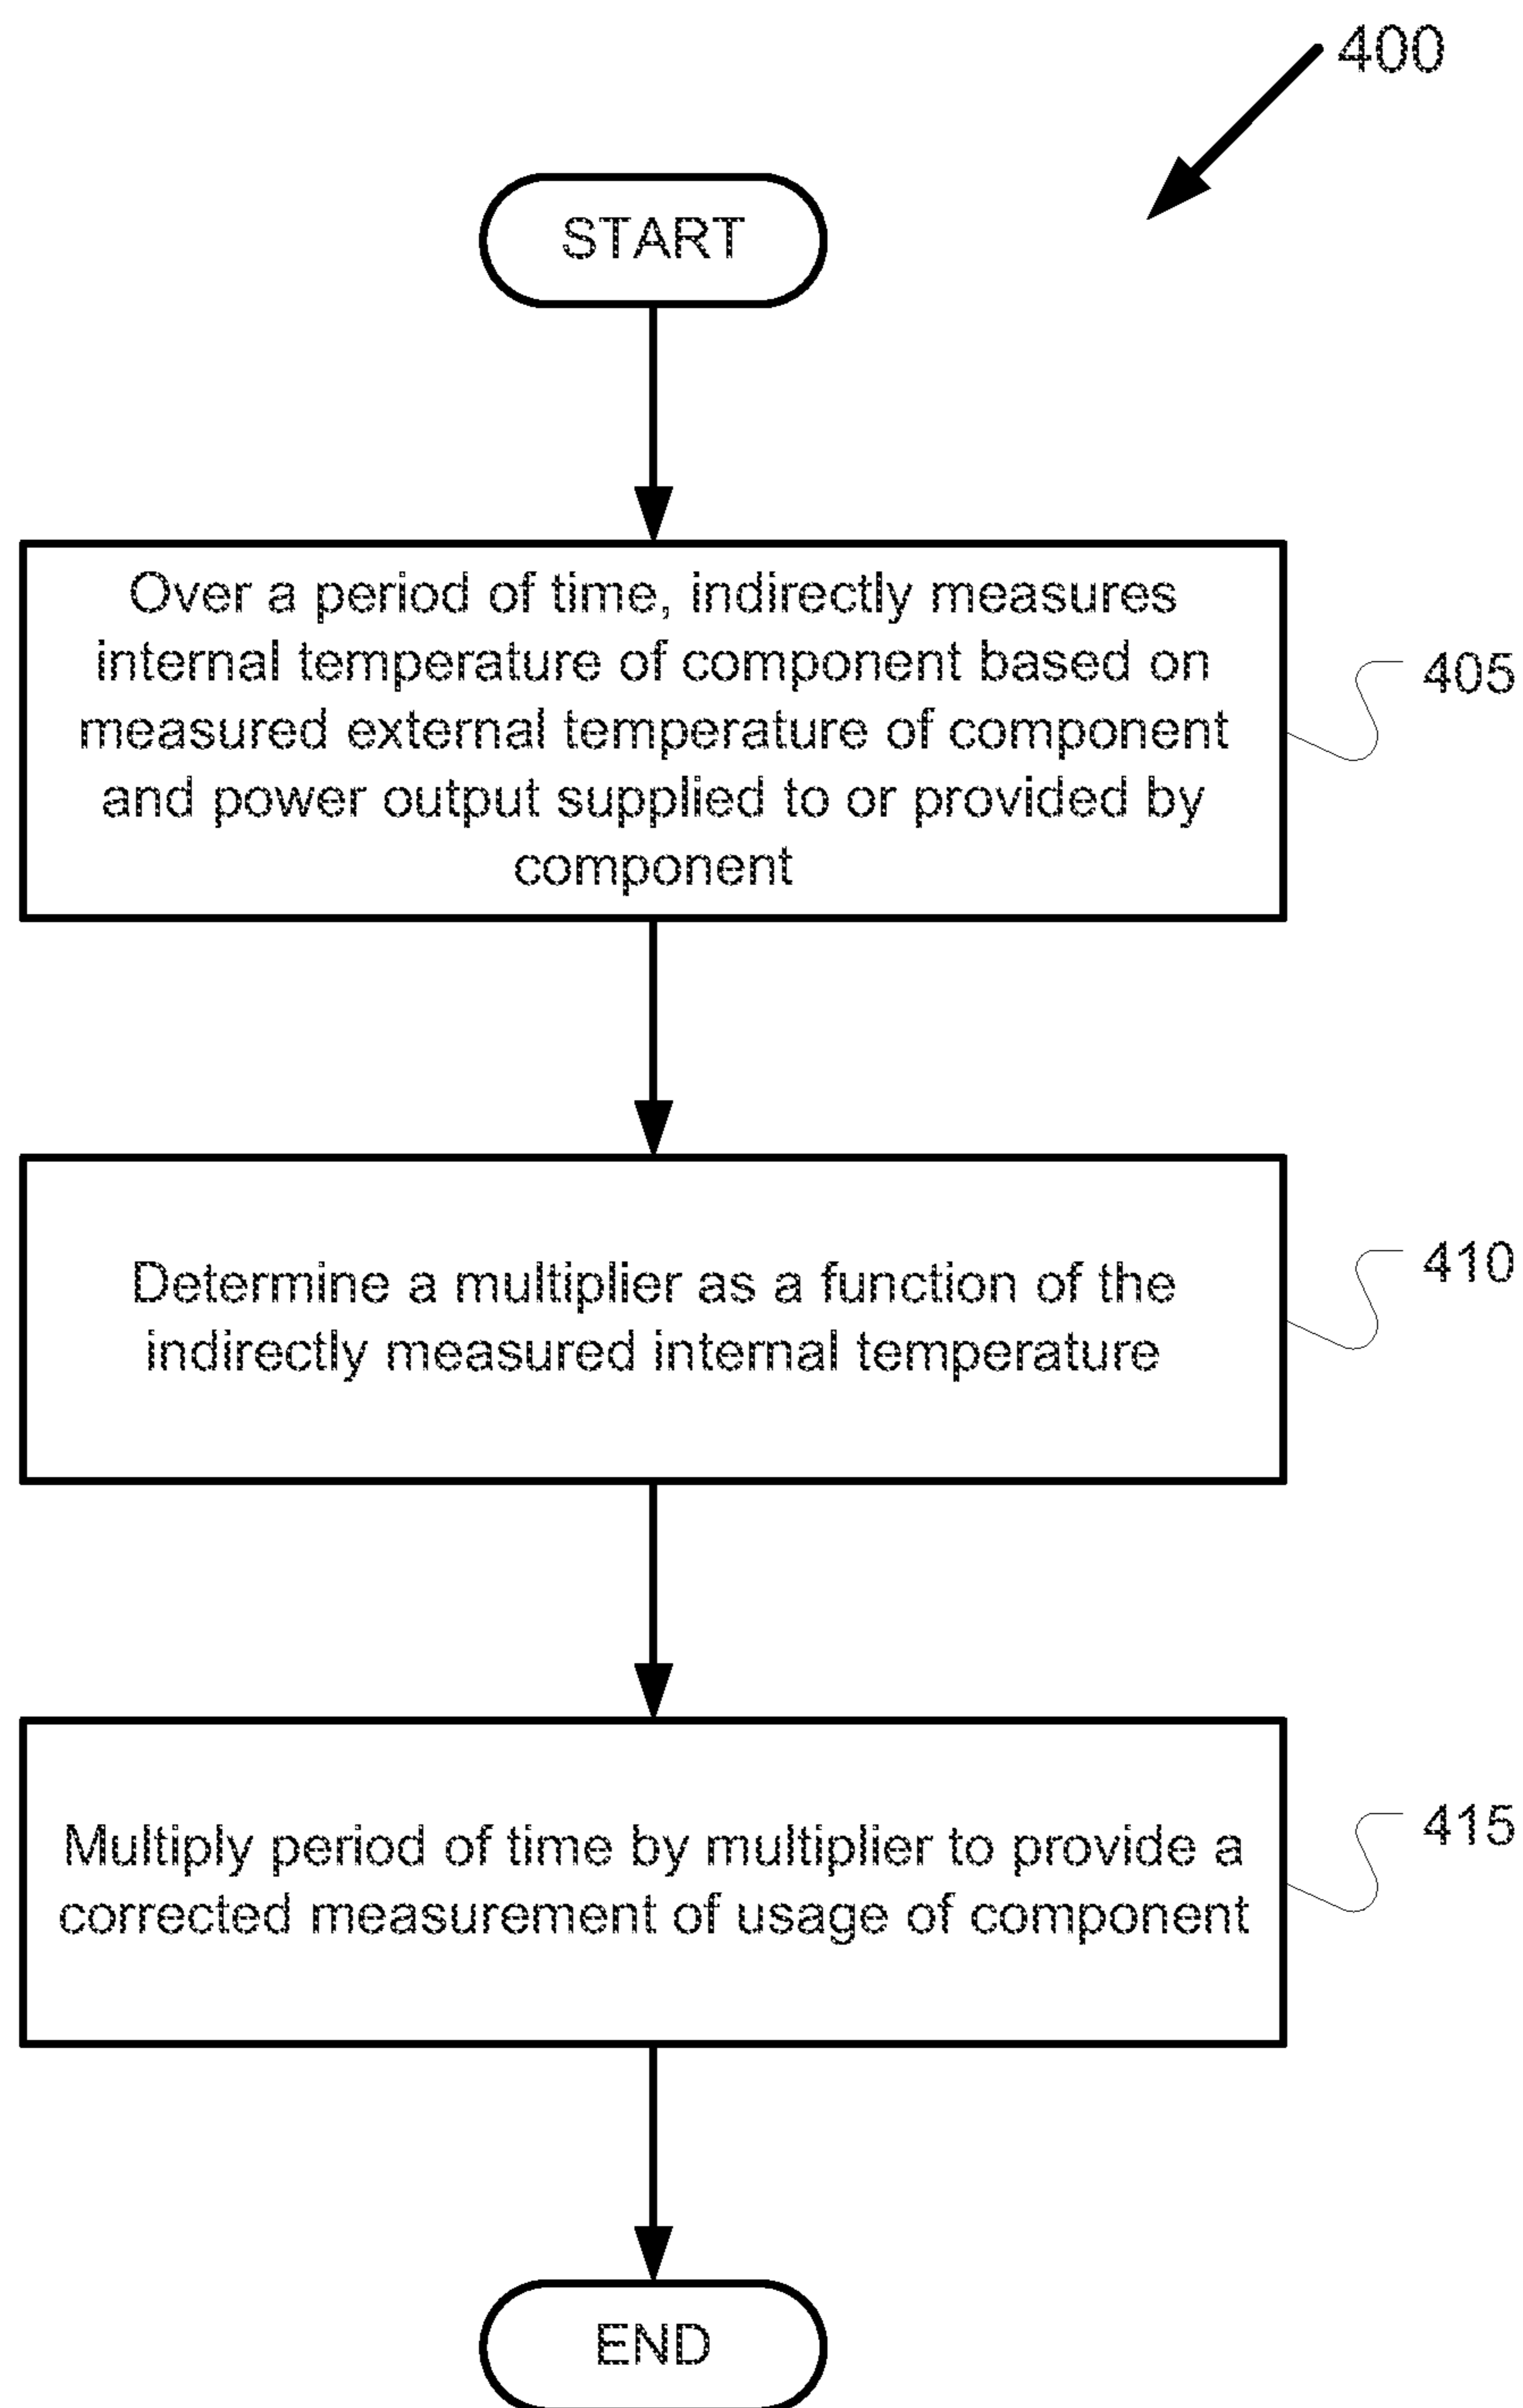 400
START
Over a period of time, indirectly measures
internal temperature of component based on
measured external temperature of component
and power output supplied to or provided by
component
405
Determine a multiplier as a function of the
indirectly measured internal temperature
410
Multiply period of time by multiplier to provide a
corrected measurement of usage of component
415
END